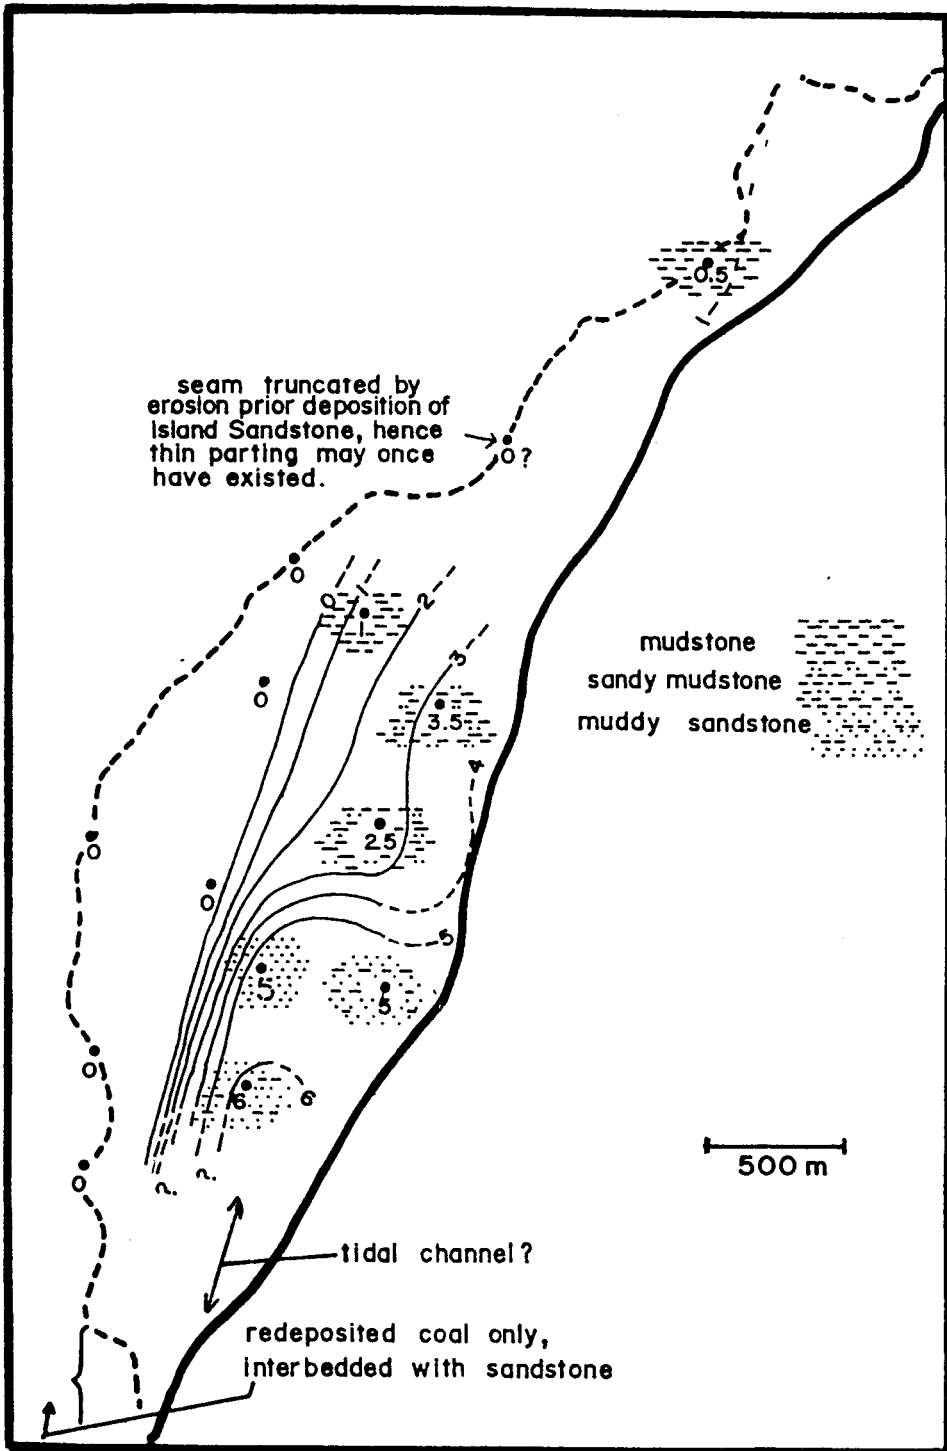 0.5
seam truncated by
erosion prior deposition of
Island Sandstone, hence
thin parting may once
have existed.
0?
0
0
1
2
1
3
0
3.5
mudstone
sandy mudstone
muddy sandstone
4
2.5
0
0
5
5
5
0
6
6
0
?
?
500 m
tidal channel?
redeposited coal only,
interbedded with sandstone